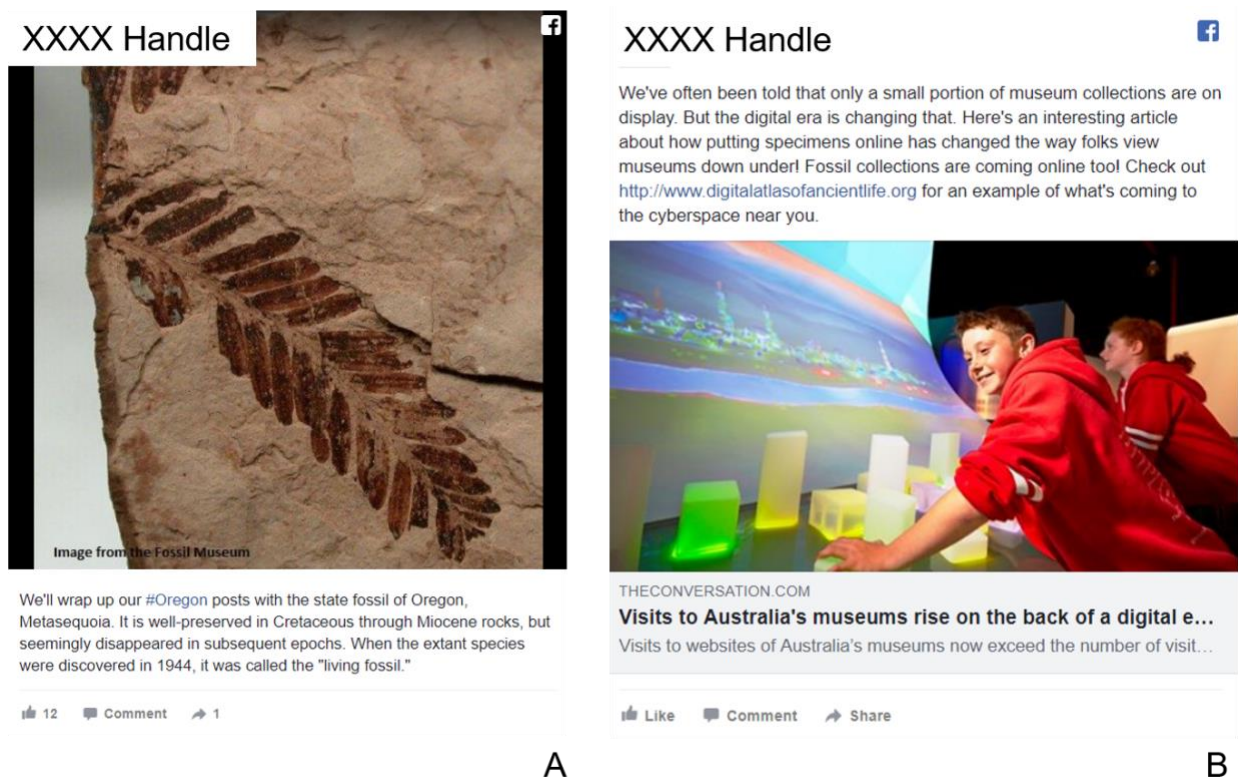 XXXX Handle
Image from the Fossil Museum
We'll wrap up our #Oregon posts with the state fossil of Oregon,
Metasequoia. It is well-preserved in Cretaceous through Miocene rocks, but
seemingly disappeared in subsequent epochs. When the extant species
were discovered in 1944, it was called the "living fossil."
12 Comment 1
A
XXXX Handle
We've often been told that only a small portion of museum collections are on
display. But the digital era is changing that. Here's an interesting article
about how putting specimens online has changed the way folks view
museums down under! Fossil collections are coming online too! Check out
http://www.digitalatlasofancientlife.org for an example of what's coming to
the cyberspace near you.
THECONVERSATION.COM
Visits to Australia's museums rise on the back of a digital e...
Visits to websites of Australia's museums now exceed the number of visit...
Like Comment Share
B